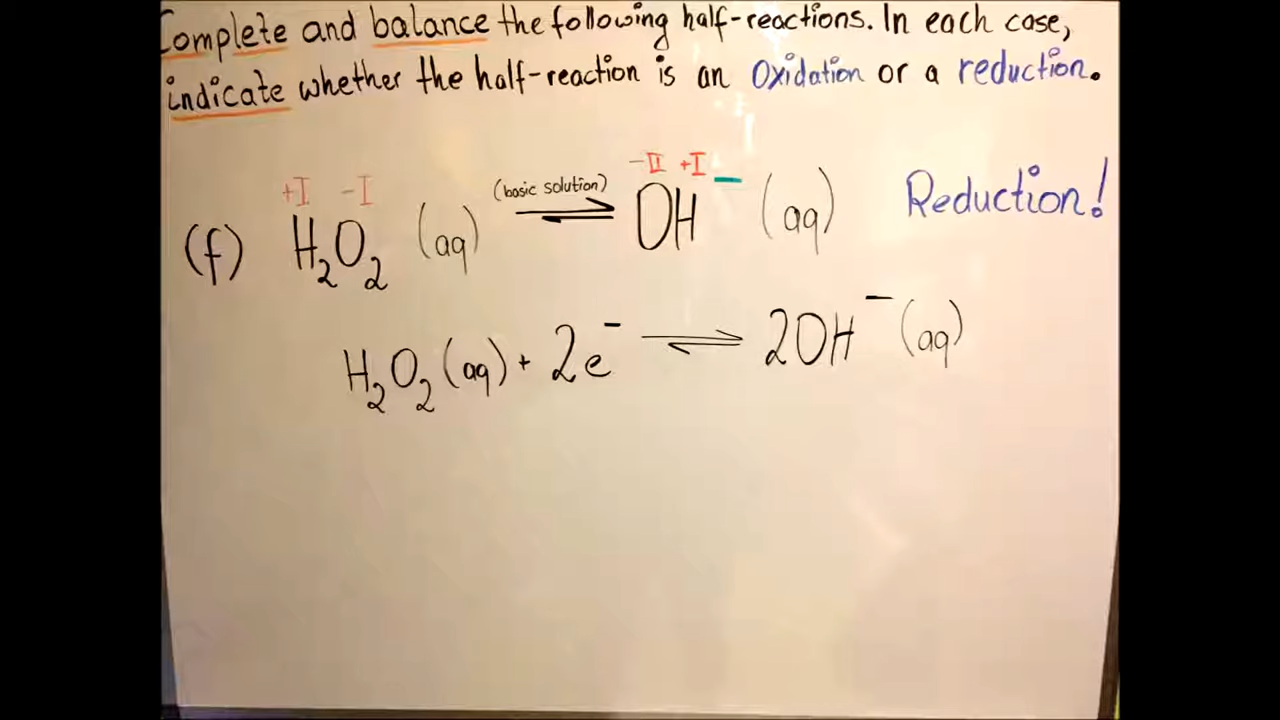 Complete and balance the following half-reactions. In each case,
indicate whether the half-reaction is an Oxidation or a reduction.
+I -I (basic solution) -II +I
(f) H₂O₂ (aq) ⇌ OH⁻ (aq) Reduction!
H₂O₂ (aq) + 2e⁻ ⇌ 2OH⁻ (aq)